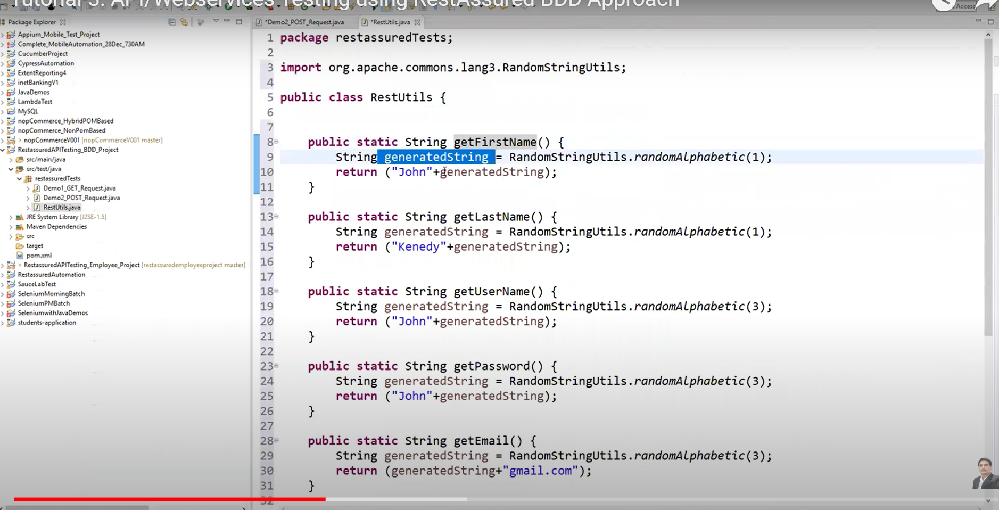 Tutorial 3: API/Webservices Testing using RestAssured BDD Approach
Access
Package Explorer
Appium_Mobile_Test_Project
Complete_MobileAutomation_28Dec_730AM
CucumberProject
CypressAutomation
ExtentReporting4
inetBankingV1
JavaDemos
LambdaTest
MySQL
nopCommerce_HybridPOMBased
nopCommerce_NonPomBased
> nopCommerceV001 [nopCommerceV001 master]
RestassuredAPITesting_BDD_Project
src/main/java
src/test/java
restassuredTests
Demo1_GET_Request.java
Demo2_POST_Request.java
RestUtils.java
JRE System Library [J2SE-1.5]
Maven Dependencies
src
target
pom.xml
> RestassuredAPITesting_Employee_Project [restassuredemployeeproject master]
RestassuredAutomation
SauceLabTest
SeleniumMorningBatch
SeleniumPMBatch
SeleniumwithJavaDemos
students-application
*Demo2_POST_Request.java *RestUtils.java
1 package restassuredTests;
2
3 import org.apache.commons.lang3.RandomStringUtils;
4
5 public class RestUtils {
6
7
8 public static String getFirstName() {
9 String generatedString = RandomStringUtils.randomAlphabetic(1);
10 return ("John"+generatedString);
11 }
12
13 public static String getLastName() {
14 String generatedString = RandomStringUtils.randomAlphabetic(1);
15 return ("Kenedy"+generatedString);
16 }
17
18 public static String getUserName() {
19 String generatedString = RandomStringUtils.randomAlphabetic(3);
20 return ("John"+generatedString);
21 }
22
23 public static String getPassword() {
24 String generatedString = RandomStringUtils.randomAlphabetic(3);
25 return ("John"+generatedString);
26 }
27
28 public static String getEmail() {
29 String generatedString = RandomStringUtils.randomAlphabetic(3);
30 return (generatedString+"gmail.com");
31 }
32